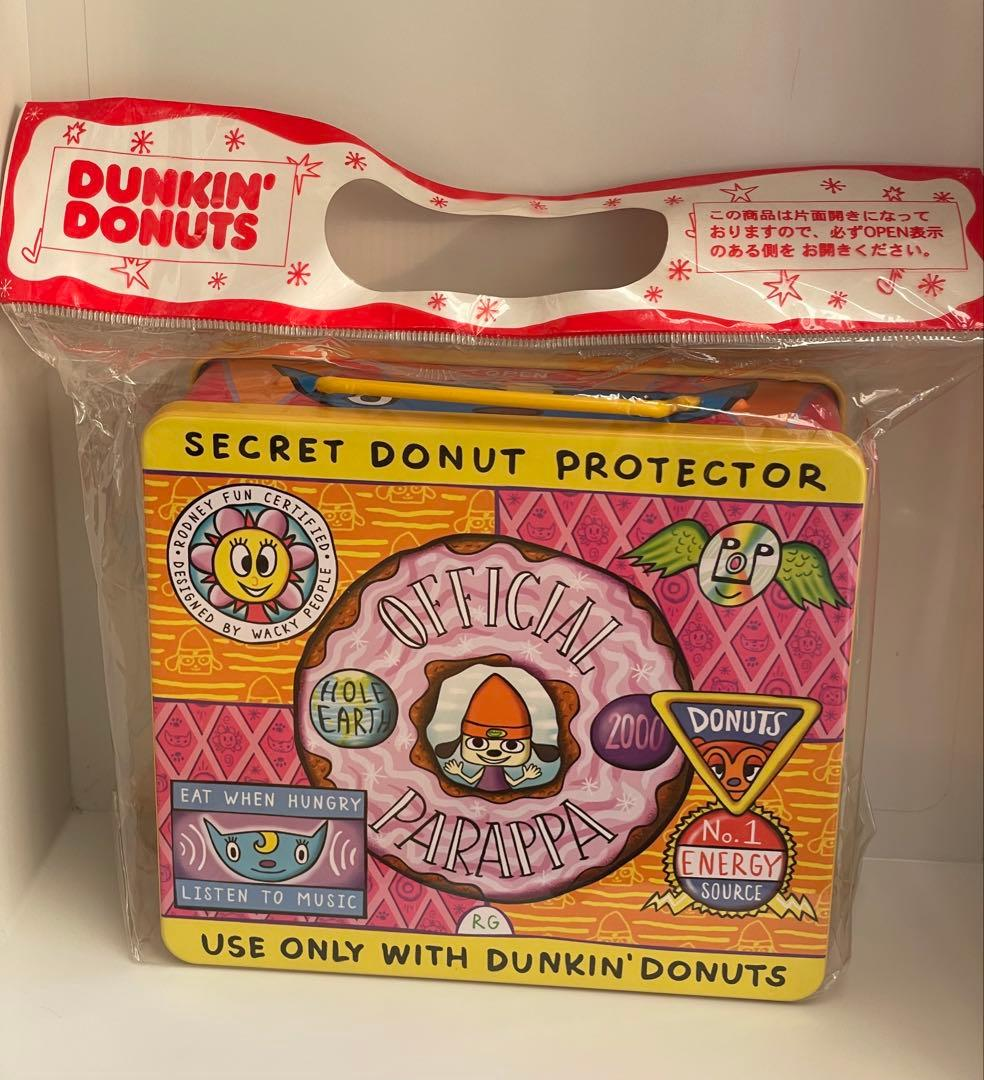 DUNKIN'
DONUTS
この商品は片面開きになって
おりますので、必ずOPEN表示
のある側を お開きください。
OPEN
SECRET DONUT PROTECTOR
RODNEY FUN CERTIFIED
DESIGNED BY WACKY PEOPLE
POP
OFFICIAL
HOLE
EARTH
2000
DONUTS
PARAPPA
EAT WHEN HUNGRY
LISTEN TO MUSIC
No.1
ENERGY
SOURCE
RG
USE ONLY WITH DUNKIN' DONUTS